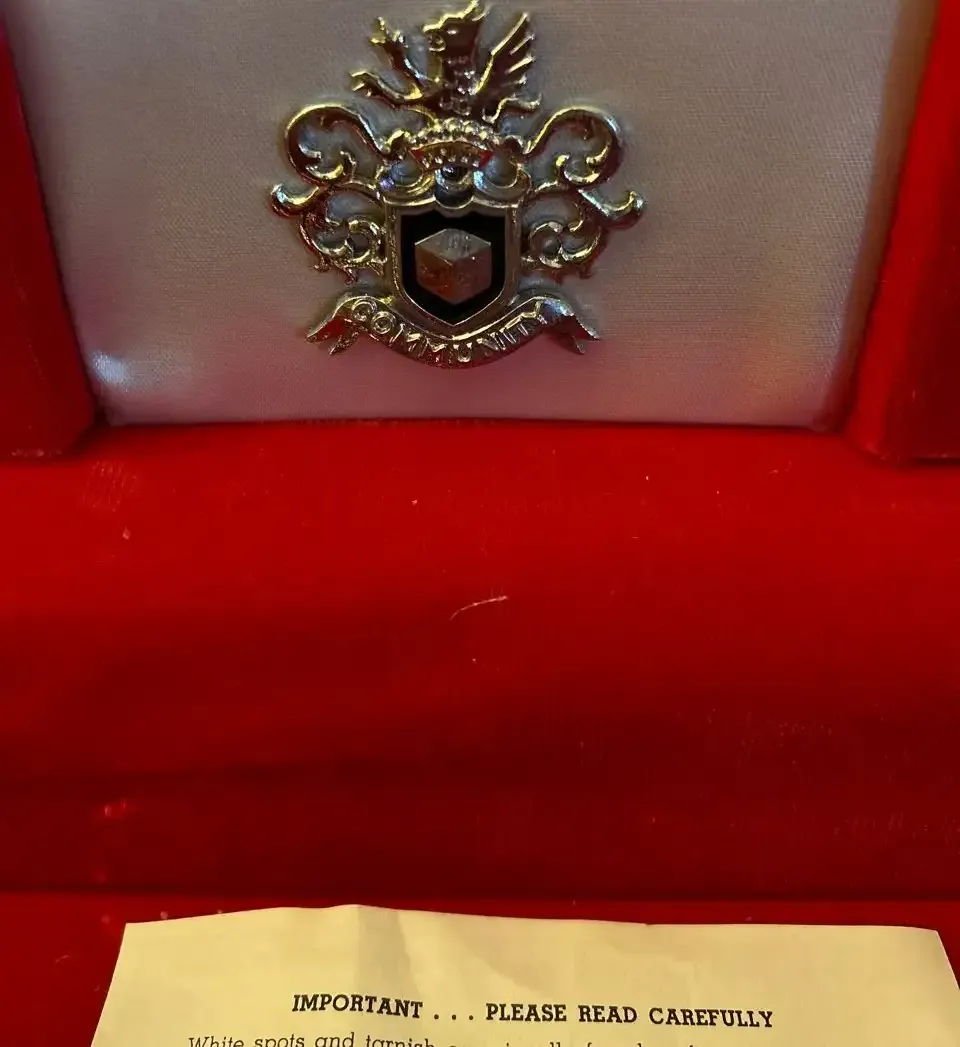 COMMUNITY
IMPORTANT . . . PLEASE READ CAREFULLY
White spots and tarnish